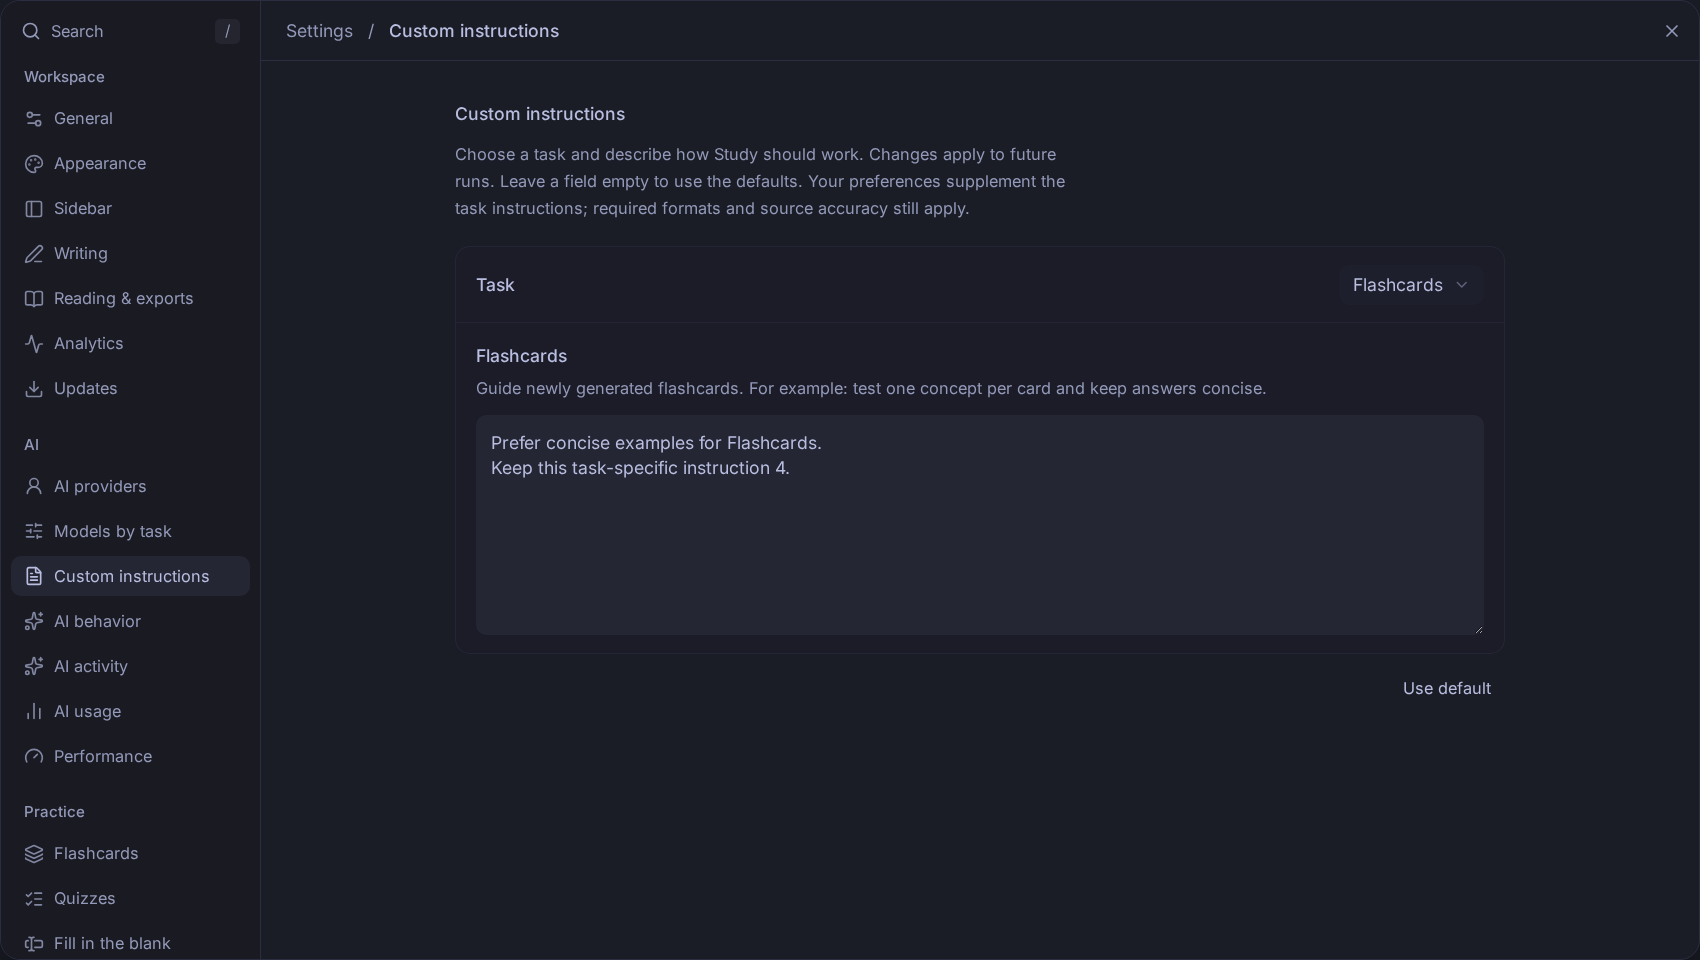 Search
/
Workspace
General
Appearance
Sidebar
Writing
Reading & exports
Analytics
Updates
AI
AI providers
Models by task
Custom instructions
AI behavior
AI activity
AI usage
Performance
Practice
Flashcards
Quizzes
Fill in the blank
Settings / Custom instructions
Custom instructions
Choose a task and describe how Study should work. Changes apply to future
runs. Leave a field empty to use the defaults. Your preferences supplement the
task instructions; required formats and source accuracy still apply.
Task
Flashcards
Flashcards
Guide newly generated flashcards. For example: test one concept per card and keep answers concise.
Prefer concise examples for Flashcards.
Keep this task-specific instruction 4.
Use default